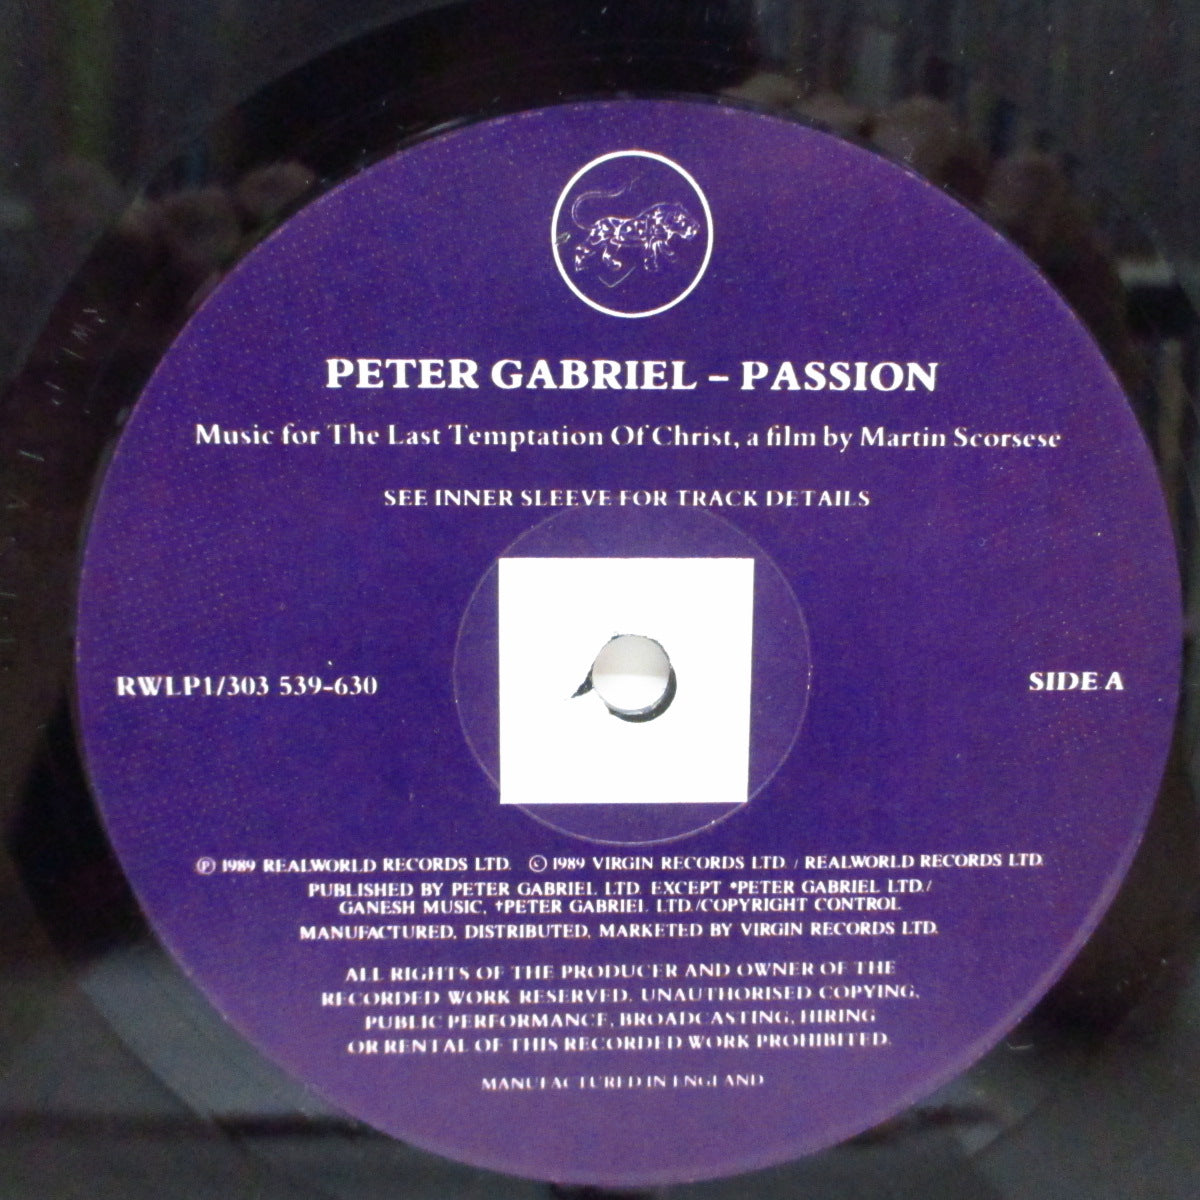 PETER GABRIEL – PASSION
Music for The Last Temptation Of Christ, a film by Martin Scorsese
SEE INNER SLEEVE FOR TRACK DETAILS
RWLP1/303 539-630
SIDE A
Ⓟ 1989 REALWORLD RECORDS LTD. © 1989 VIRGIN RECORDS LTD. / REALWORLD RECORDS LTD.
PUBLISHED BY PETER GABRIEL LTD. EXCEPT *PETER GABRIEL LTD./
GANESH MUSIC, †PETER GABRIEL LTD./COPYRIGHT CONTROL
MANUFACTURED, DISTRIBUTED, MARKETED BY VIRGIN RECORDS LTD.
ALL RIGHTS OF THE PRODUCER AND OWNER OF THE
RECORDED WORK RESERVED. UNAUTHORISED COPYING,
PUBLIC PERFORMANCE, BROADCASTING, HIRING
OR RENTAL OF THIS RECORDED WORK PROHIBITED.
MANUFACTURED IN ENGLAND